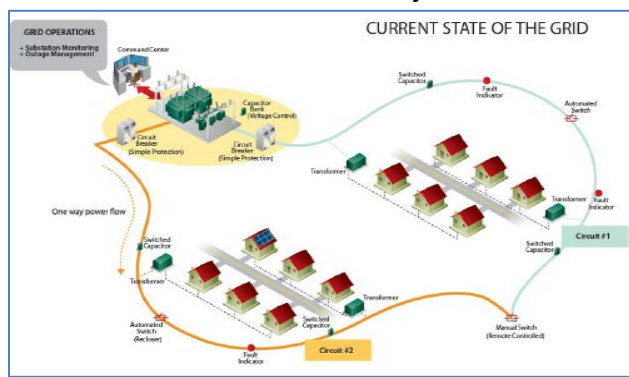 CURRENT STATE OF THE GRID
GRID OPERATIONS
+ Substation Monitoring
+ Outage Management
Command Center
Capacitor
Bank
(Voltage Control)
Circuit
Breaker
(Simple Protection)
Circuit
Breaker
(Simple Protection)
Switched
Capacitor
Fault
Indicator
Automated
Switch
Transformer
Transformer
Fault
Indicator
Circuit #1
Switched
Capacitor
One way power flow
Switched
Capacitor
Transformer
Transformer
Switched
Capacitor
Manual Switch
(Remote Controlled)
Automated
Switch
(Recloser)
Fault
Indicator
Circuit #2